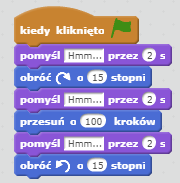 kiedy kliknięto
pomyśl Hmm... przez 2 s
obróć o 15 stopni
pomyśl Hmm... przez 2 s
przesuń o 100 kroków
pomyśl Hmm... przez 2 s
obróć o 15 stopni